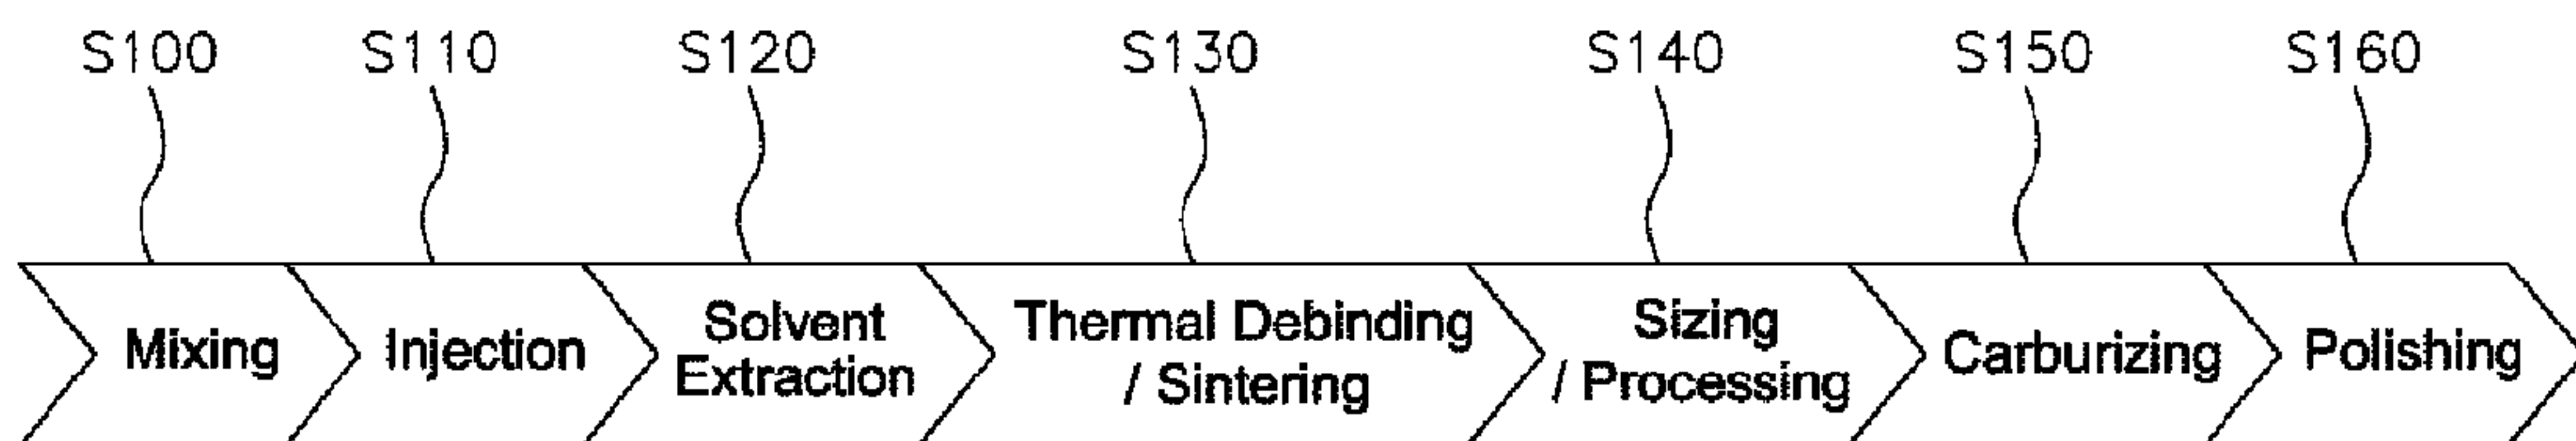 S100 S110 S120 S130 S140 S150 S160
Mixing
Injection
Solvent
Extraction
Thermal Debinding
/ Sintering
Sizing
/ Processing
Carburizing
Polishing